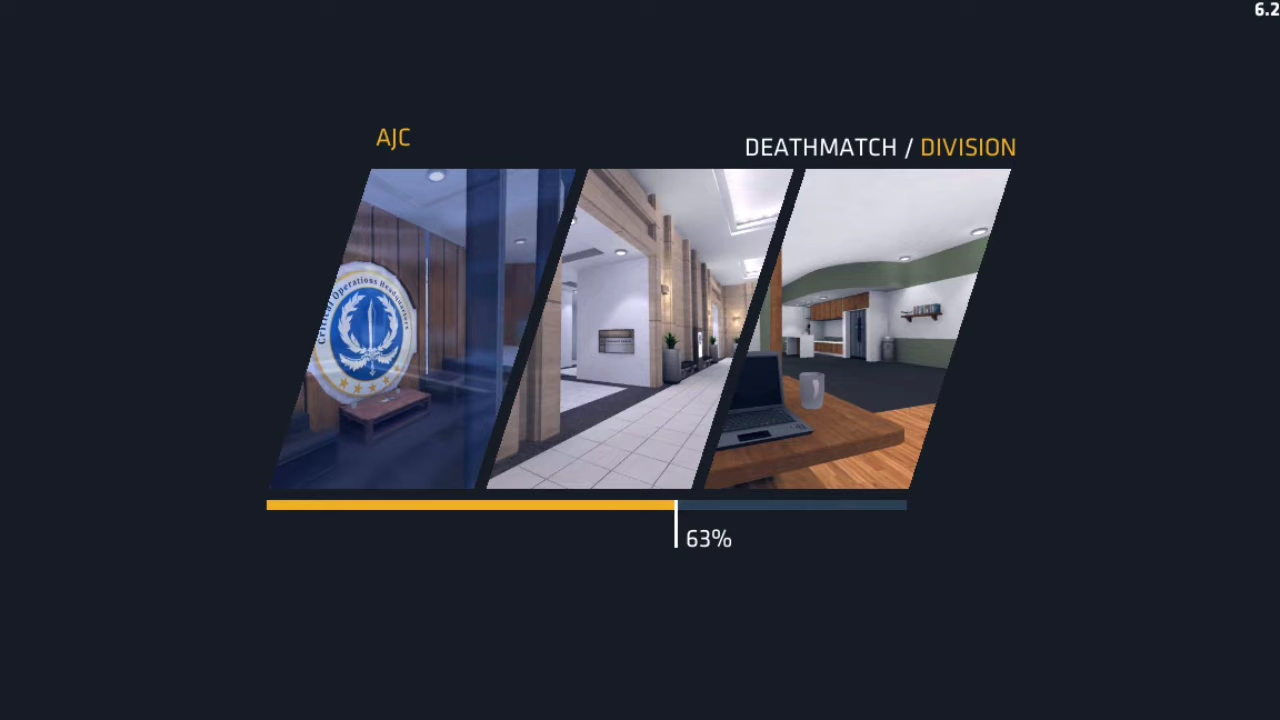 6.2
AJC
DEATHMATCH / DIVISION
Critical Operations Headquarters
63%